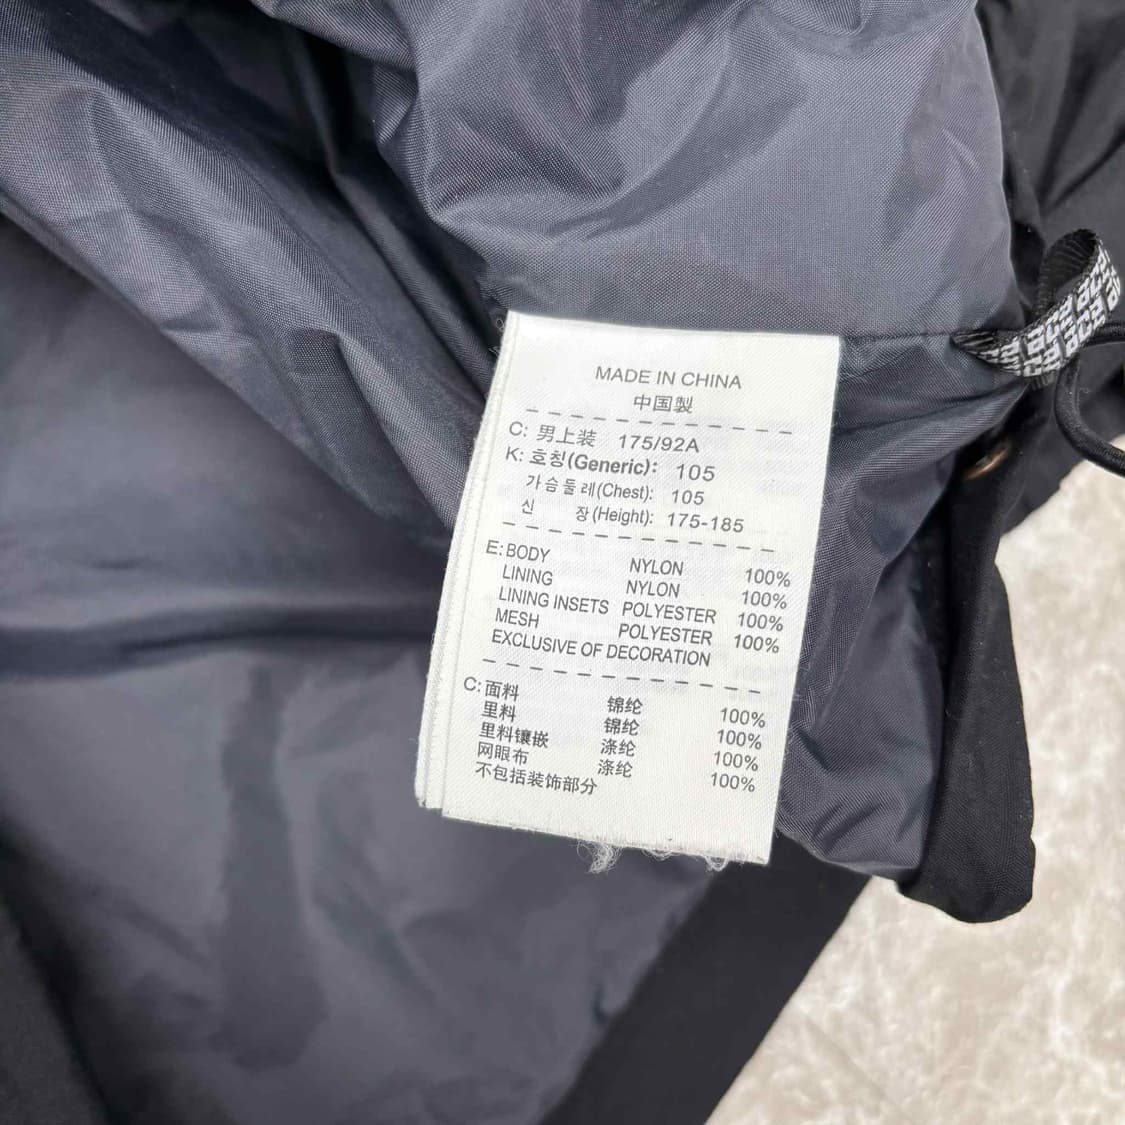 MADE IN CHINA
中国製
C: 男上装 175/92A
K: 호칭(Generic): 105
가슴둘레(Chest): 105
신 장(Height): 175-185
E: BODY NYLON 100%
LINING NYLON 100%
LINING INSETS POLYESTER 100%
MESH POLYESTER 100%
EXCLUSIVE OF DECORATION
C: 面料 锦纶 100%
里料 锦纶 100%
里料镶嵌 涤纶 100%
网眼布 涤纶 100%
不包括装饰部分